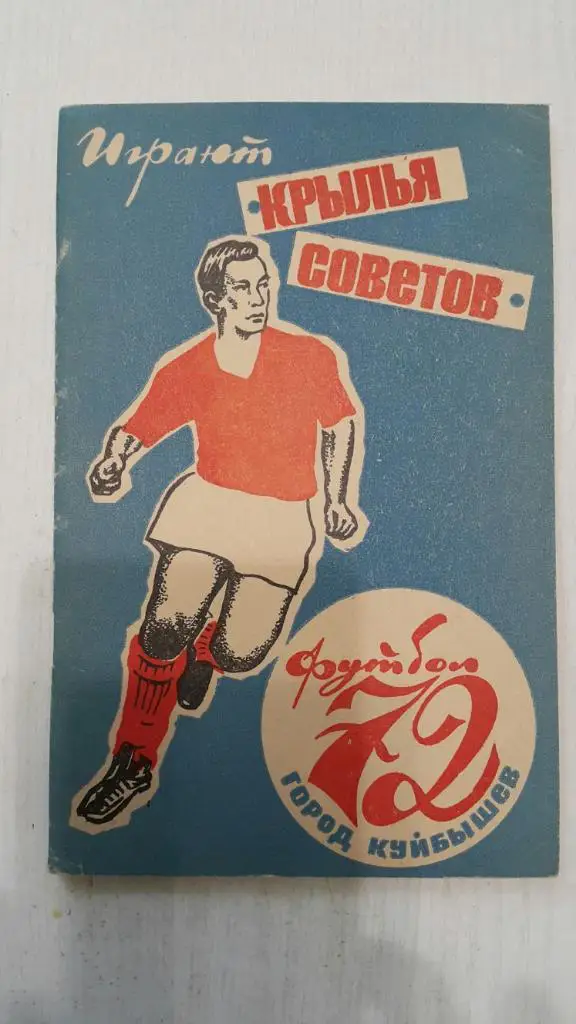 Играют
КРЫЛЬЯ
СОВЕТОВ
Футбол
72
ГОРОД КУЙБЫШЕВ